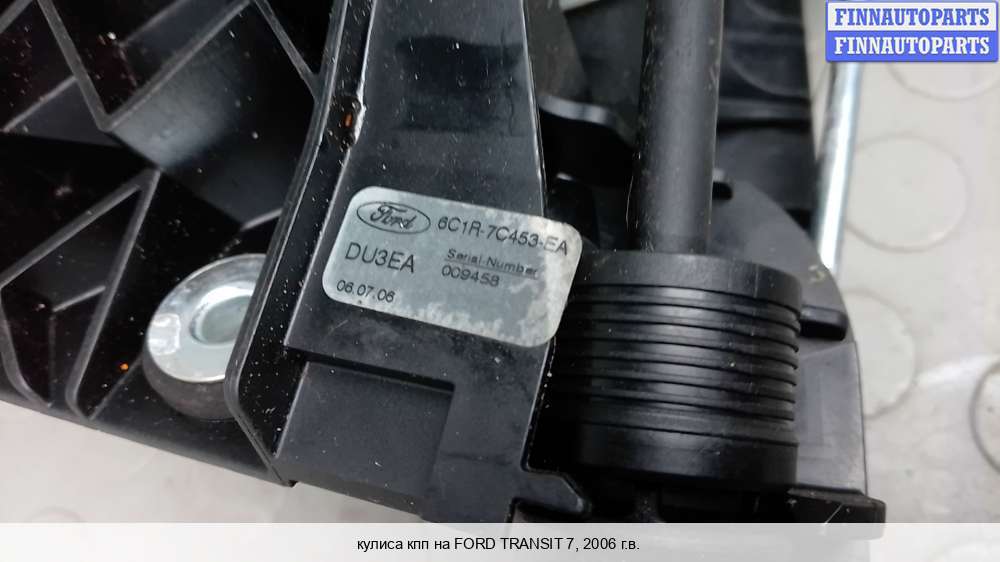 FINNAUTOPARTS
FINNAUTOPARTS
Ford
6C1R-7C453-EA
DU3EA
Serial-Number
009458
06.07.06
кулиса кпп на FORD TRANSIT 7, 2006 г.в.